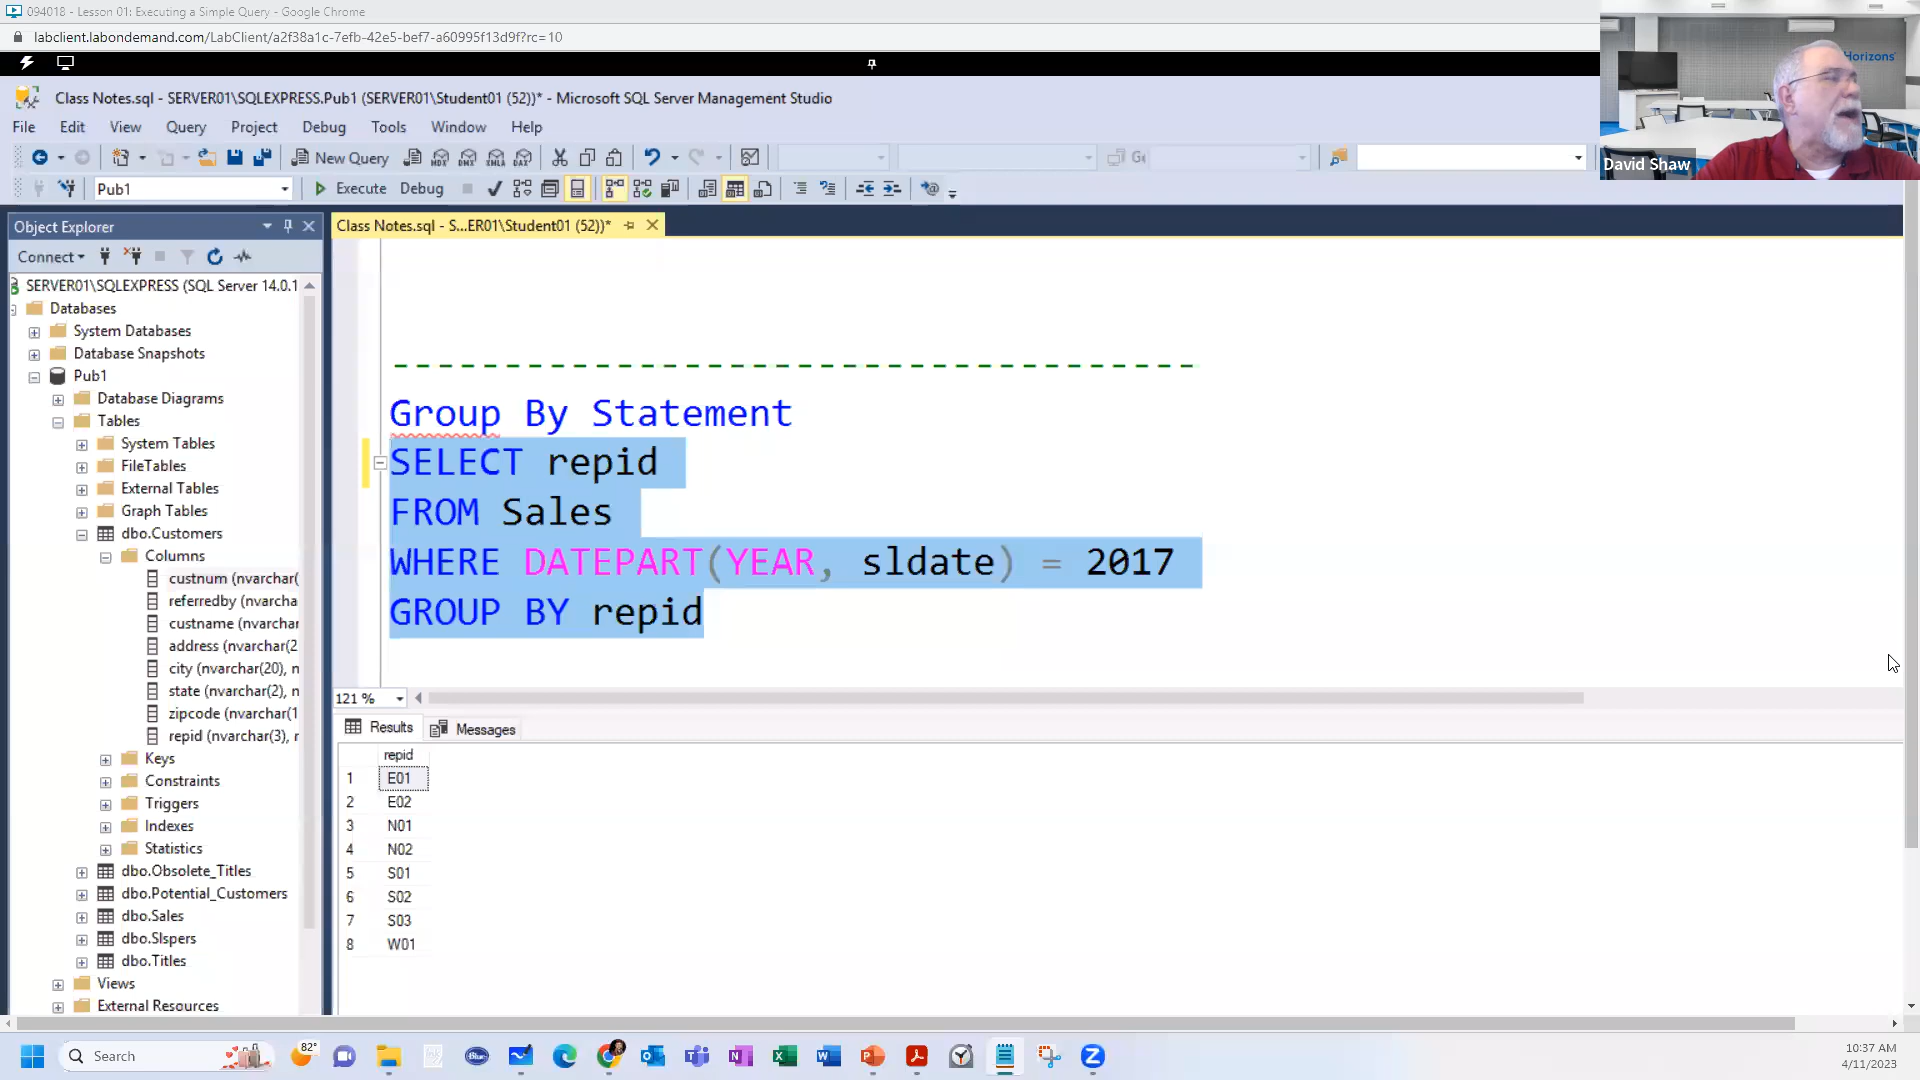 094018 - Lesson 01: Executing a Simple Query - Google Chrome
labclient.labondemand.com/LabClient/a2f38a1c-7efb-42e5-bef7-a60995f13d9f?rc=10
Horizons
David Shaw
Class Notes.sql - SERVER01\SQLEXPRESS.Pub1 (SERVER01\Student01 (52))* - Microsoft SQL Server Management Studio
File Edit View Query Project Debug Tools Window Help
New Query
Pub1 Execute Debug
Object Explorer
Class Notes.sql - S...ER01\Student01 (52))*
Connect
SERVER01\SQLEXPRESS (SQL Server 14.0.1
Databases
System Databases
Database Snapshots
Pub1
Database Diagrams
Tables
System Tables
FileTables
External Tables
Graph Tables
dbo.Customers
Columns
custnum (nvarchar(
referredby (nvarcha
custname (nvarchar
address (nvarchar(2
city (nvarchar(20), n
state (nvarchar(2), n
zipcode (nvarchar(1
repid (nvarchar(3), r
Keys
Constraints
Triggers
Indexes
Statistics
dbo.Obsolete_Titles
dbo.Potential_Customers
dbo.Sales
dbo.Slspers
dbo.Titles
Views
External Resources
------------------------------------
Group By Statement
SELECT repid
FROM Sales
WHERE DATEPART(YEAR, sldate) = 2017
GROUP BY repid
121 %
Results Messages
repid
1 E01
2 E02
3 N01
4 N02
5 S01
6 S02
7 S03
8 W01
Search
82°
10:37 AM
4/11/2023